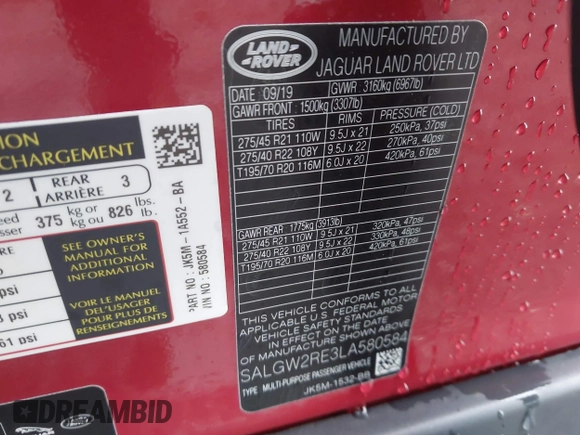 ION
CHARGEMENT
2 REAR ARRIÈRE 3
375 kg or kg ou 826 lbs. lb.
SEE OWNER'S
MANUAL FOR
ADDITIONAL
INFORMATION
VOIR LE MANUEL
DEL'USAGER
POUR PLUS DE
RENSEIGNEMENTS
psi
psi
61 psi
PART NO : JK5M-1A552-BA
VIN NO : 580584
LAND ROVER
MANUFACTURED BY
JAGUAR LAND ROVER LTD
DATE 09/19 GVWR 3160kg (6967lb)
GAWR FRONT : 1500kg (3307lb)
TIRES RIMS PRESSURE (COLD)
275/45 R21 110W 9.5J x 21 250kPa, 37psi
275/40 R22 108Y 9.5J x 22 270kPa, 40psi
T195/70 R20 116M 6.0J x 20 420kPa, 61psi
GAWR REAR 1775kg (3913lb)
275/45 R21 110W 9.5J x 21 320kPa, 47psi
275/40 R22 108Y 9.5J x 22 330kPa, 48psi
T195/70 R20 116M 6.0J x 20 420kPa, 61psi
THIS VEHICLE CONFORMS TO ALL
APPLICABLE U.S. FEDERAL MOTOR
VEHICLE SAFETY STANDARDS
IN EFFECT ON THE DATE OF
MANUFACTURE SHOWN ABOVE
SALGW2RE3LA580584
TYPE MULTI PURPOSE PASSENGER VEHICLE
JK5M-1532-BB
DREAMBID